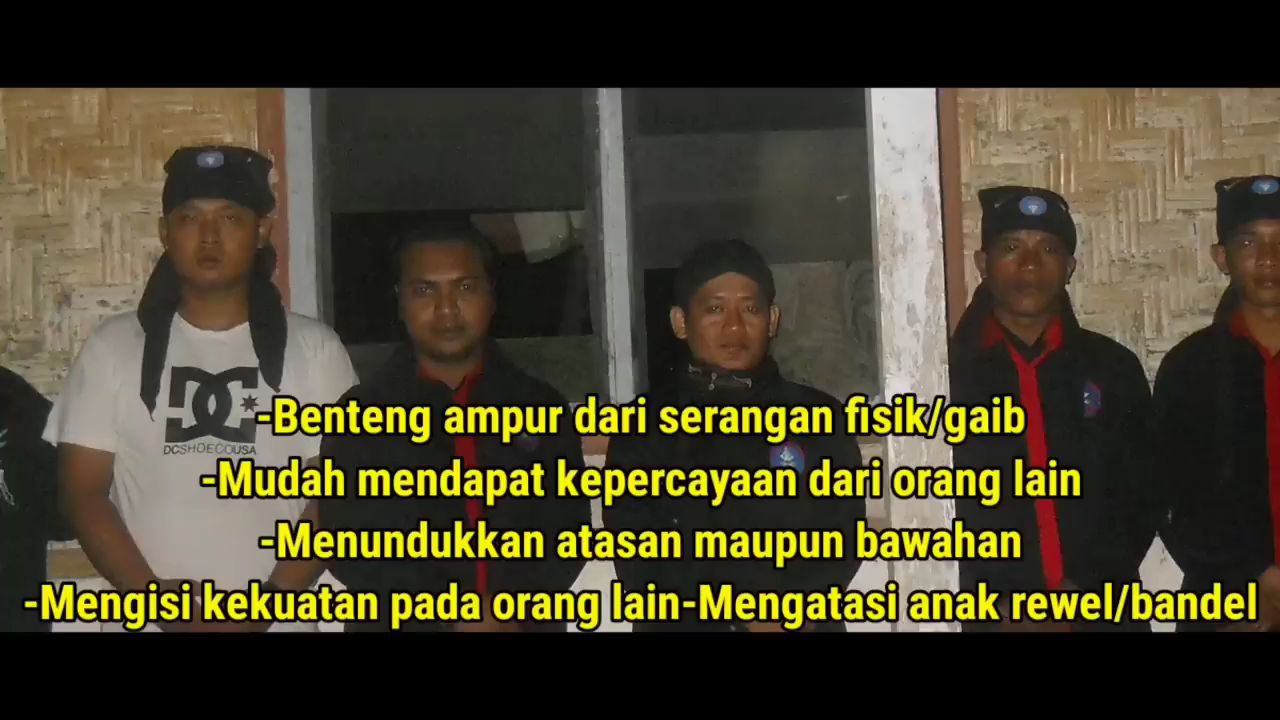 DCSHOECOUSA
-Benteng ampur dari serangan fisik/gaib
-Mudah mendapat kepercayaan dari orang lain
-Menundukkan atasan maupun bawahan
-Mengisi kekuatan pada orang lain-Mengatasi anak rewel/bandel